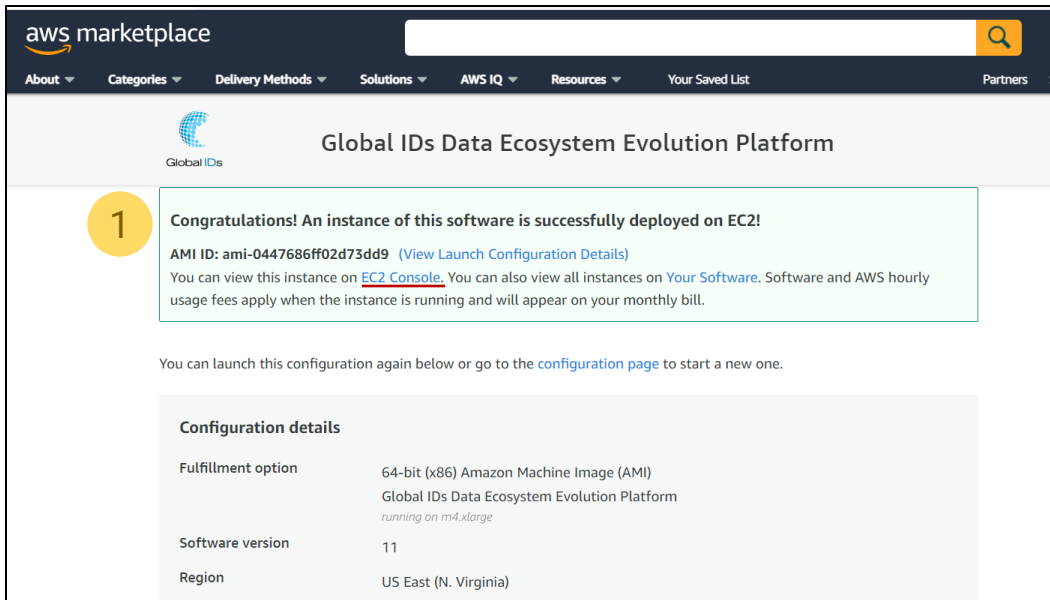 aws marketplace
About Categories Delivery Methods Solutions AWS IQ Resources Your Saved List Partners
Global IDs
Global IDs Data Ecosystem Evolution Platform
1
Congratulations! An instance of this software is successfully deployed on EC2!
AMI ID: ami-0447686ff02d73dd9 (View Launch Configuration Details)
You can view this instance on EC2 Console. You can also view all instances on Your Software. Software and AWS hourly
usage fees apply when the instance is running and will appear on your monthly bill.
You can launch this configuration again below or go to the configuration page to start a new one.
Configuration details
Fulfillment option
64-bit (x86) Amazon Machine Image (AMI)
Global IDs Data Ecosystem Evolution Platform
running on m4.xlarge
Software version
11
Region
US East (N. Virginia)